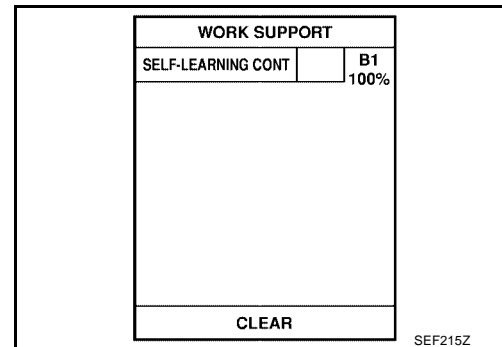 WORK SUPPORT
SELF-LEARNING CONT B1
100%
CLEAR
SEF215Z